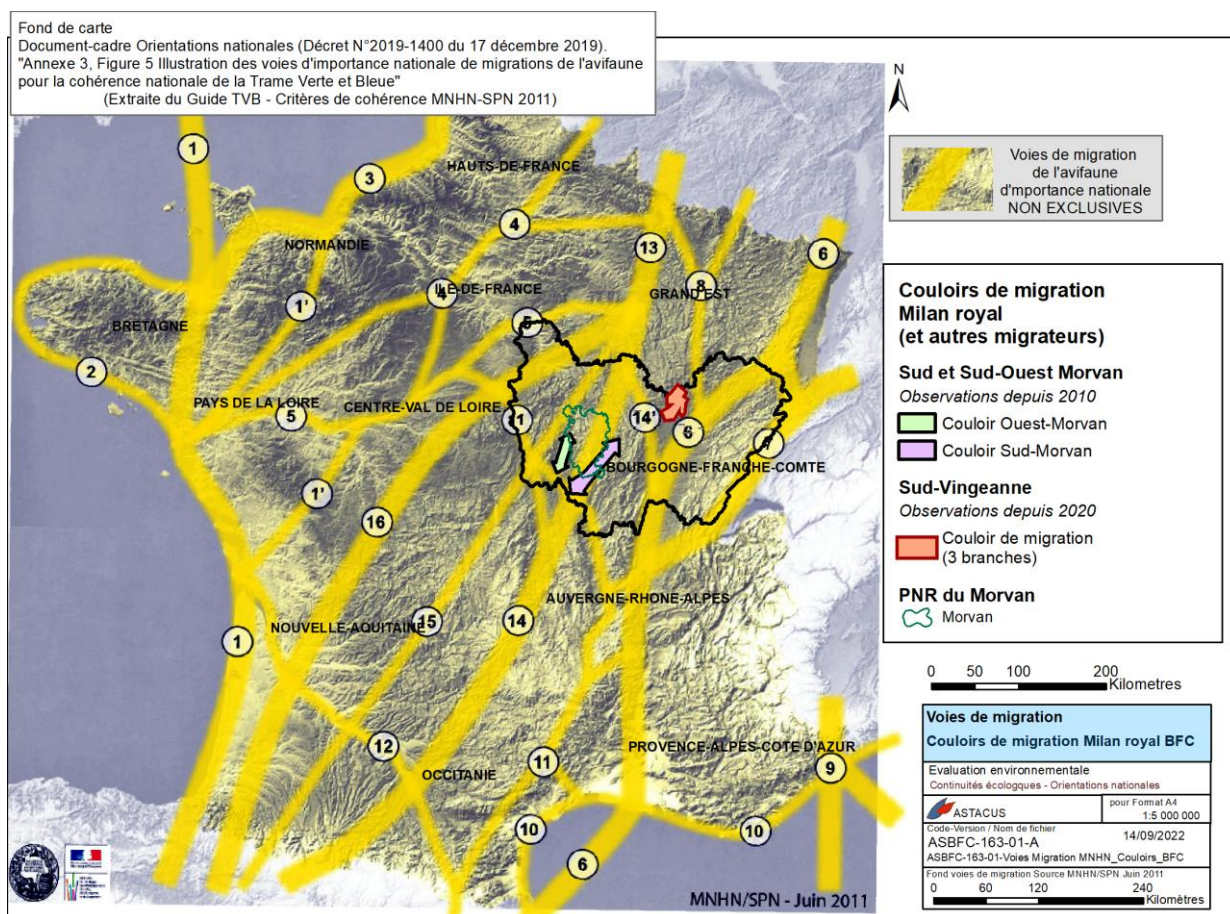 Fond de carte
Document-cadre Orientations nationales (Décret N°2019-1400 du 17 décembre 2019).
"Annexe 3, Figure 5 Illustration des voies d'importance nationale de migrations de l'avifaune
pour la cohérence nationale de la Trame Verte et Bleue"
(Extraite du Guide TVB - Critères de cohérence MNHN-SPN 2011)
N
Voies de migration
de l'avifaune
d'mportance nationale
NON EXCLUSIVES
1
3
HAUTS-DE-FRANCE
4
NORMANDIE
13
6
1'
4
ILE-DE-FRANCE
8
GRAND EST
BRETAGNE
5
2
PAYS DE LA LOIRE
5
CENTRE-VAL DE LOIRE
14'
6
BOURGOGNE-FRANCHE-COMTE
1'
16
AUVERGNE-RHONE-ALPES
1
NOUVELLE-AQUITAINE
15
14
12
OCCITANIE
11
PROVENCE-ALPES-COTE D'AZUR
9
10
10
6
MNHN/SPN - Juin 2011
Couloirs de migration
Milan royal
(et autres migrateurs)
Sud et Sud-Ouest Morvan
Observations depuis 2010
Couloir Ouest-Morvan
Couloir Sud-Morvan
Sud-Vingeanne
Observations depuis 2020
Couloir de migration
(3 branches)
PNR du Morvan
Morvan
0 50 100 200
Kilometres
Voies de migration
Couloirs de migration Milan royal BFC
Evaluation environnementale
Continuités écologques - Orientations nationales
ASTACUS
pour Format A4
1:5 000 000
Code-Version / Nom de fichier
ASBFC-163-01-A
14/09/2022
ASBFC-163-01-Voies Migration MNHN_Couloirs_BFC
Fond voies de migration Source MNHN/SPN Juin 2011
0 60 120 240
Kilomètres